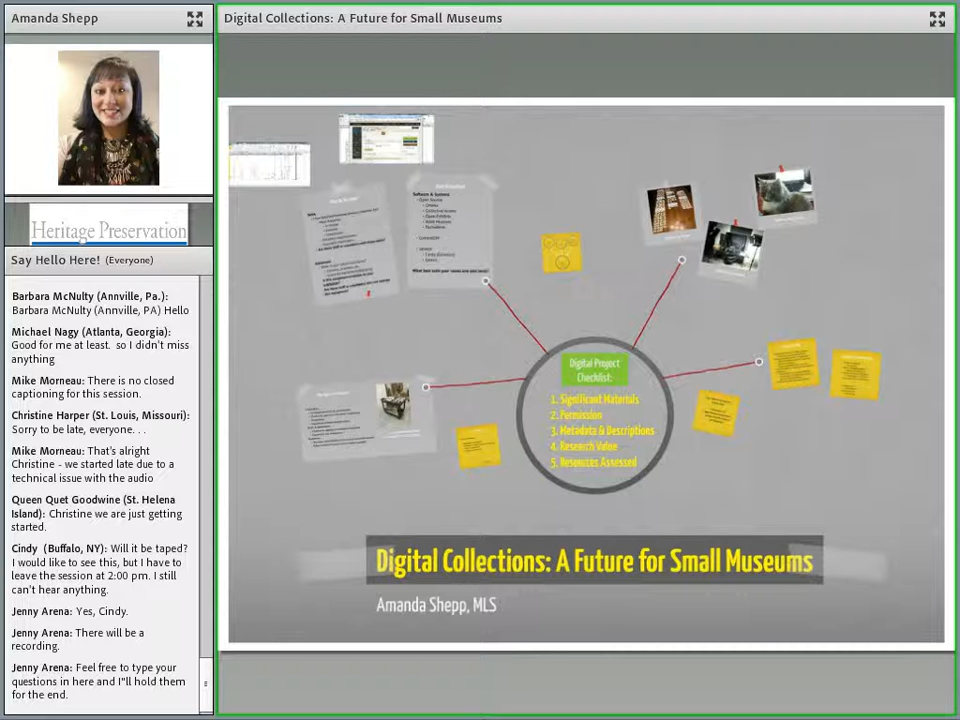 Amanda Shepp
Digital Collections: A Future for Small Museums
Heritage Preservation
Say Hello Here! (Everyone)
Barbara McNulty (Annville, Pa.):
Barbara McNulty (Annville, PA) Hello
Michael Nagy (Atlanta, Georgia):
Good for me at least. so I didn't miss
anything
Mike Morneau: There is no closed
captioning for this session.
Christine Harper (St. Louis, Missouri):
Sorry to be late, everyone. . .
Mike Morneau: That's alright
Christine - we started late due to a
technical issue with the audio
Queen Quet Goodwine (St. Helena
Island): Christine we are just getting
started.
Cindy (Buffalo, NY): Will it be taped?
I would like to see this, but I have to
leave the session at 2:00 pm. I still
can't hear anything.
Jenny Arena: Yes, Cindy.
Jenny Arena: There will be a
recording.
Jenny Arena: Feel free to type your
questions in here and I"ll hold them
for the end.
Software & Systems
Digital Project
Checklist:
1. Significant Materials
2. Permission
3. Metadata & Descriptions
4. Research Value
5. Resources Assessed
Digital Collections: A Future for Small Museums
Amanda Shepp, MLS